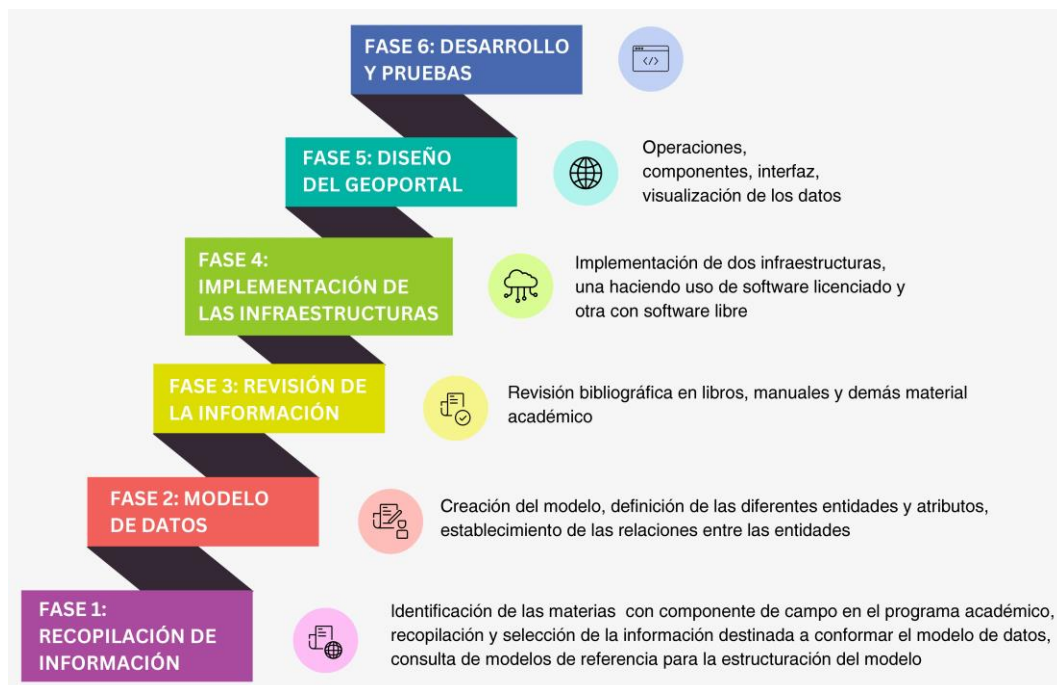 FASE 6: DESARROLLO
Y PRUEBAS
</>
FASE 5: DISEÑO
DEL GEOPORTAL
Operaciones,
componentes, interfaz,
visualización de los datos
FASE 4:
IMPLEMENTACIÓN DE
LAS INFRAESTRUCTURAS
Implementación de dos infraestructuras,
una haciendo uso de software licenciado y
otra con software libre
FASE 3: REVISIÓN DE
LA INFORMACIÓN
Revisión bibliográfica en libros, manuales y demás material
académico
FASE 2: MODELO
DE DATOS
Creación del modelo, definición de las diferentes entidades y atributos,
establecimiento de las relaciones entre las entidades
FASE 1:
RECOPILACIÓN DE
INFORMACIÓN
Identificación de las materias con componente de campo en el programa académico,
recopilación y selección de la información destinada a conformar el modelo de datos,
consulta de modelos de referencia para la estructuración del modelo